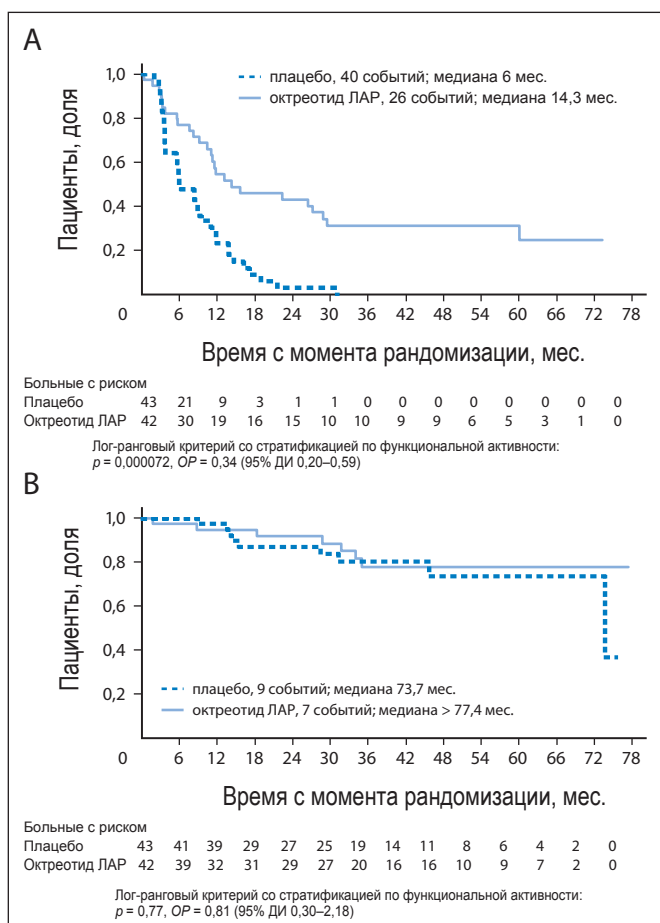 A
плацебо, 40 событий; медиана 6 мес.
октреотид ЛАР, 26 событий; медиана 14,3 мес.
Пациенты, доля
1,0
0,8
0,6
0,4
0,2
0 6 12 18 24 30 36 42 48 54 60 66 72 78
Время с момента рандомизации, мес.
Больные с риском
Плацебо 43 21 9 3 1 1 0 0 0 0 0 0 0 0
Октреотид ЛАР 42 30 19 16 15 10 10 9 9 6 5 3 1 0
Лог-ранговый критерий со стратификацией по функциональной активности:
p = 0,000072, ОР = 0,34 (95% ДИ 0,20–0,59)
B
Пациенты, доля
1,0
0,8
0,6
0,4
0,2
плацебо, 9 событий; медиана 73,7 мес.
октреотид ЛАР, 7 событий; медиана > 77,4 мес.
0 6 12 18 24 30 36 42 48 54 60 66 72 78
Время с момента рандомизации, мес.
Больные с риском
Плацебо 43 41 39 29 27 25 19 14 11 8 6 4 2 0
Октреотид ЛАР 42 39 32 31 29 27 20 16 16 10 9 7 2 0
Лог-ранговый критерий со стратификацией по функциональной активности:
p = 0,77, ОР = 0,81 (95% ДИ 0,30–2,18)